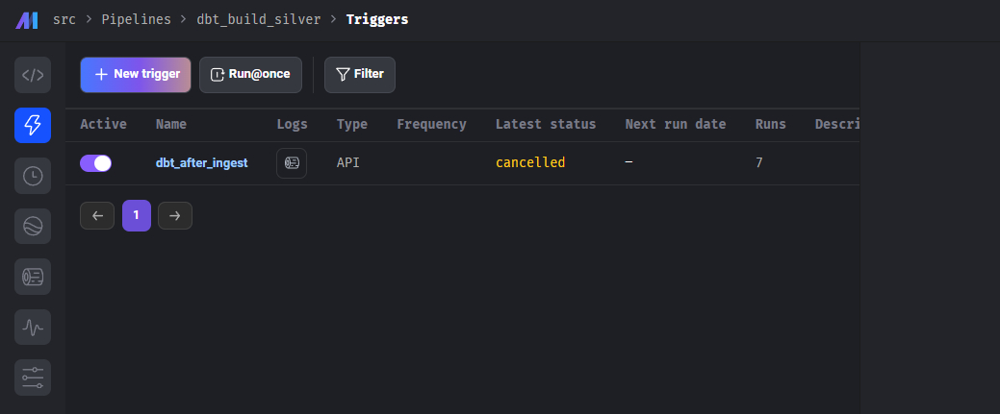 src > Pipelines > dbt_build_silver > Triggers
+ New trigger Run@once Filter
Active Name Logs Type Frequency Latest status Next run date Runs Descri
dbt_after_ingest API cancelled — 7
← 1 →